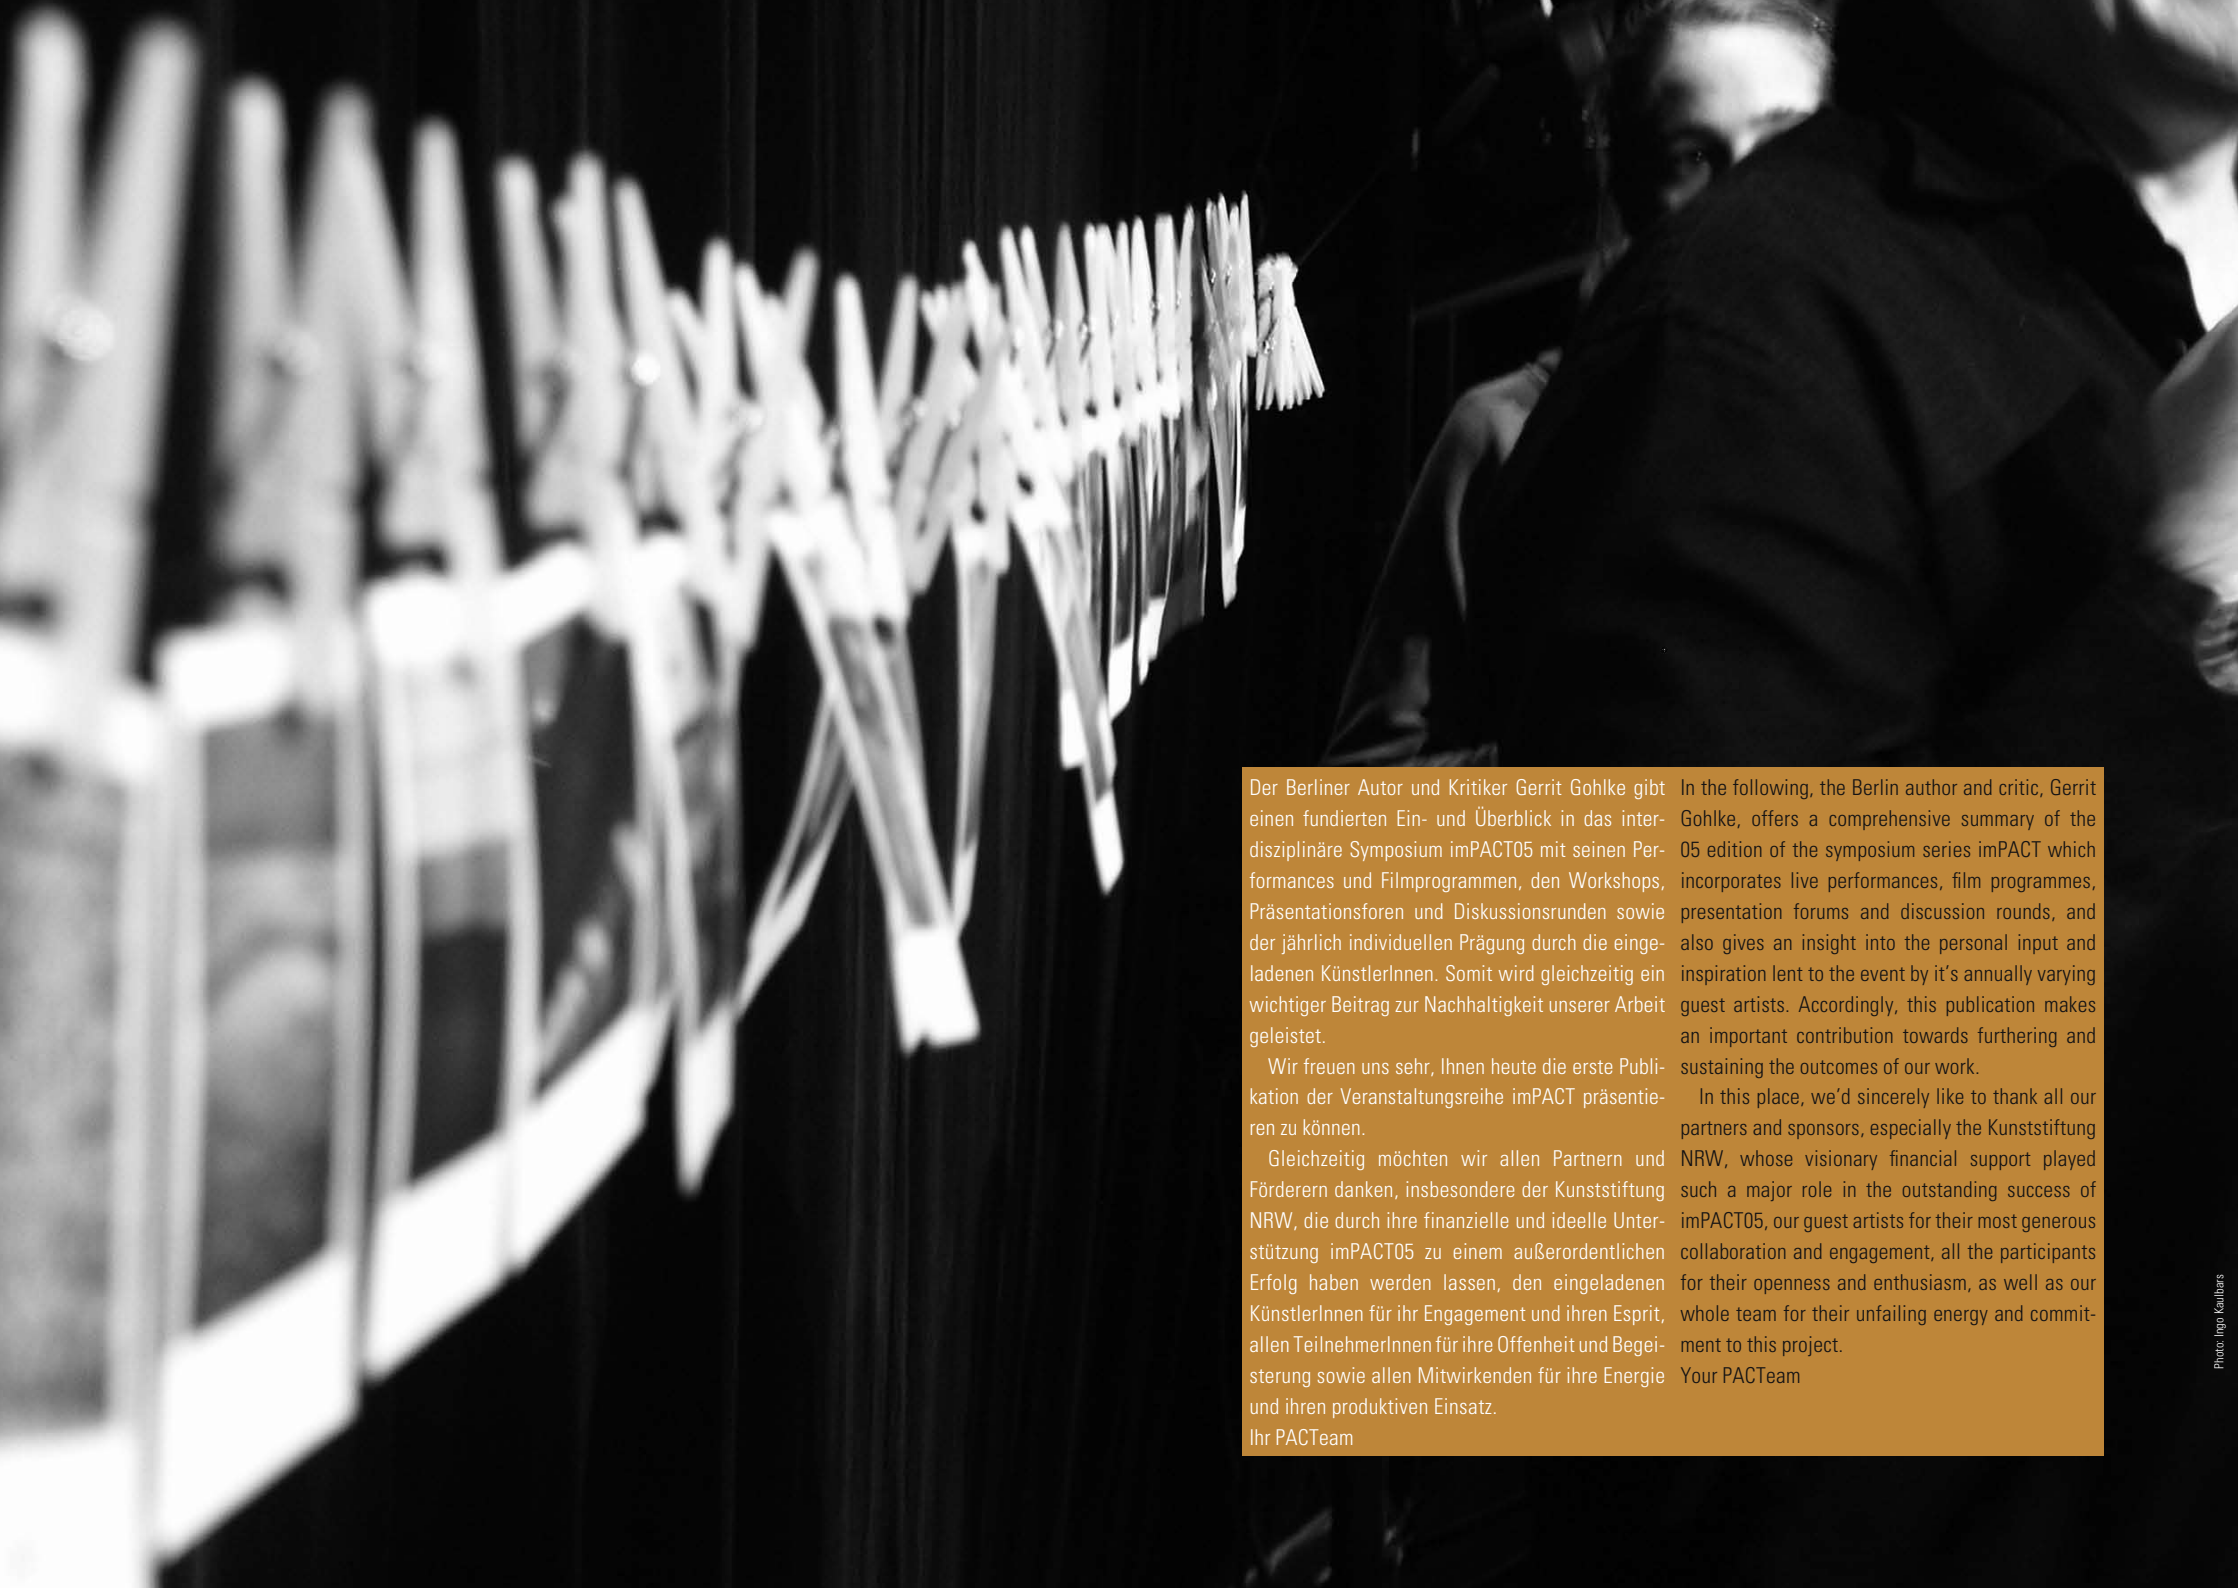 Der Berliner Autor und Kritiker Gerrit Gohlke gibt
einen fundierten Ein- und Überblick in das inter-
disziplinäre Symposium imPACT05 mit seinen Per-
formances und Filmprogrammen, den Workshops,
Präsentationsforen und Diskussionsrunden sowie
der jährlich individuellen Prägung durch die einge-
ladenen KünstlerInnen. Somit wird gleichzeitig ein
wichtiger Beitrag zur Nachhaltigkeit unserer Arbeit
geleistet.
Wir freuen uns sehr, Ihnen heute die erste Publi-
kation der Veranstaltungsreihe imPACT präsentie-
ren zu können.
Gleichzeitig möchten wir allen Partnern und
Förderern danken, insbesondere der Kunststiftung
NRW, die durch ihre finanzielle und ideelle Unter-
stützung imPACT05 zu einem außerordentlichen
Erfolg haben werden lassen, den eingeladenen
KünstlerInnen für ihr Engagement und ihren Esprit,
allen TeilnehmerInnen für ihre Offenheit und Begei-
sterung sowie allen Mitwirkenden für ihre Energie
und ihren produktiven Einsatz.
Ihr PACTeam
In the following, the Berlin author and critic, Gerrit
Gohlke, offers a comprehensive summary of the
05 edition of the symposium series imPACT which
incorporates live performances, film programmes,
presentation forums and discussion rounds, and
also gives an insight into the personal input and
inspiration lent to the event by it's annually varying
guest artists. Accordingly, this publication makes
an important contribution towards furthering and
sustaining the outcomes of our work.
In this place, we'd sincerely like to thank all our
partners and sponsors, especially the Kunststiftung
NRW, whose visionary financial support played
such a major role in the outstanding success of
imPACT05, our guest artists for their most generous
collaboration and engagement, all the participants
for their openness and enthusiasm, as well as our
whole team for their unfailing energy and commit-
ment to this project.
Your PACTeam
Photo: Ingo Kaulbars